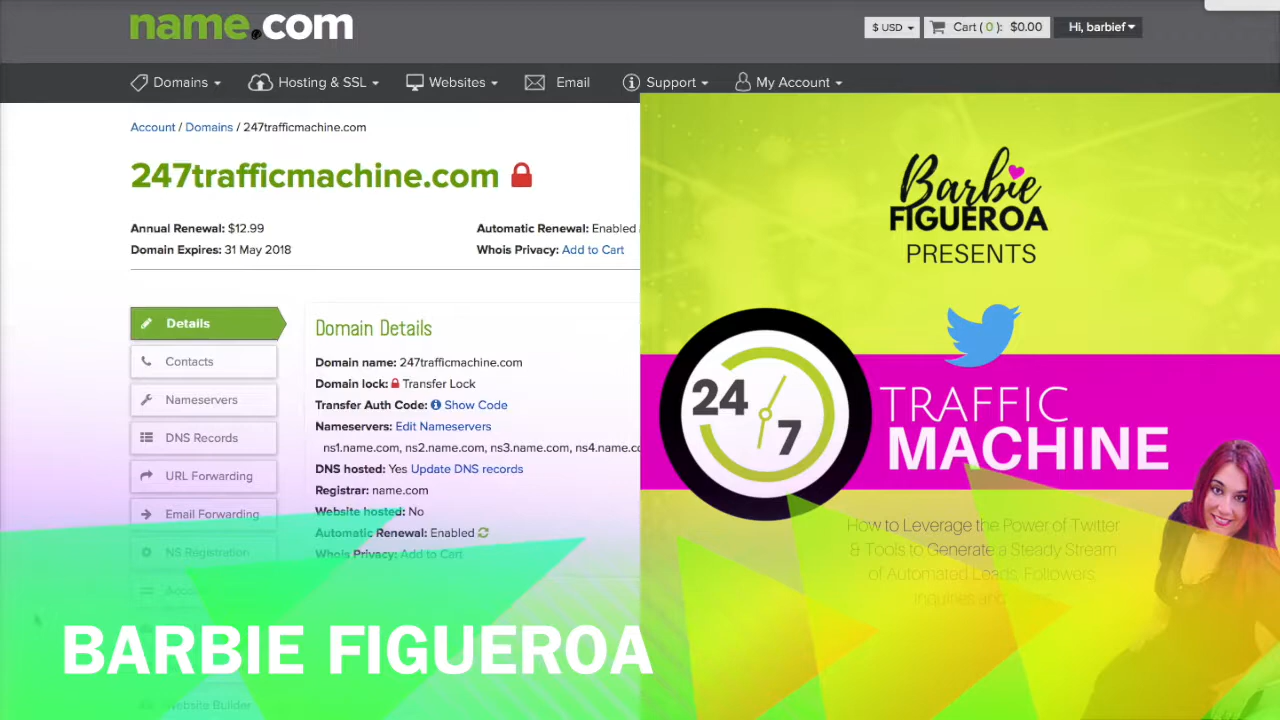 name.com
$ USD
Cart ( 0 ): $0.00
Hi, barbief
Domains
Hosting & SSL
Websites
Email
Support
My Account
Account / Domains / 247trafficmachine.com
247trafficmachine.com
Annual Renewal: $12.99
Automatic Renewal: Enabled
Domain Expires: 31 May 2018
Whois Privacy: Add to Cart
Details
Contacts
Nameservers
DNS Records
URL Forwarding
Email Forwarding
NS Registration
Website Builder
Domain Details
Domain name: 247trafficmachine.com
Domain lock: Transfer Lock
Transfer Auth Code: Show Code
Nameservers: Edit Nameservers
ns1.name.com, ns2.name.com, ns3.name.com, ns4.name.co
DNS hosted: Yes Update DNS records
Registrar: name.com
Website hosted: No
Automatic Renewal: Enabled
Whois Privacy: Add to Cart
Barbie
FIGUEROA
PRESENTS
24
7
TRAFFIC
MACHINE
How to Leverage the Power of Twitter
& Tools to Generate a Steady Stream
of Automated Leads, Followers,
Inquiries and
BARBIE FIGUEROA